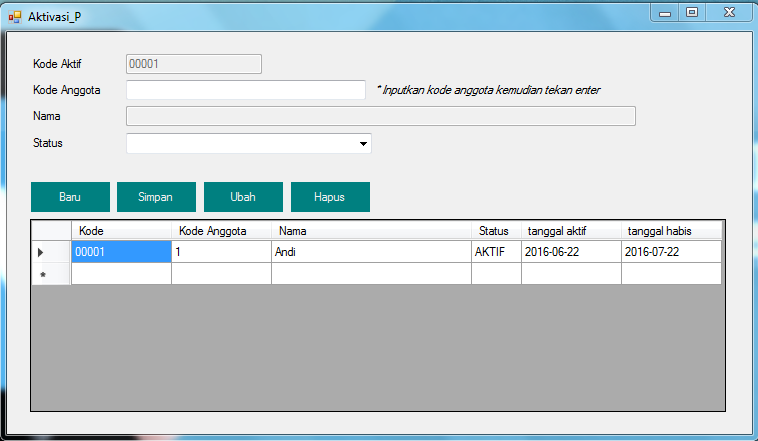 Aktivasi_P
Kode Aktif 00001
Kode Anggota * Inputkan kode anggota kemudian tekan enter
Nama
Status
Baru Simpan Ubah Hapus
Kode Kode Anggota Nama Status tanggal aktif tanggal habis
00001 1 Andi AKTIF 2016-06-22 2016-07-22
*